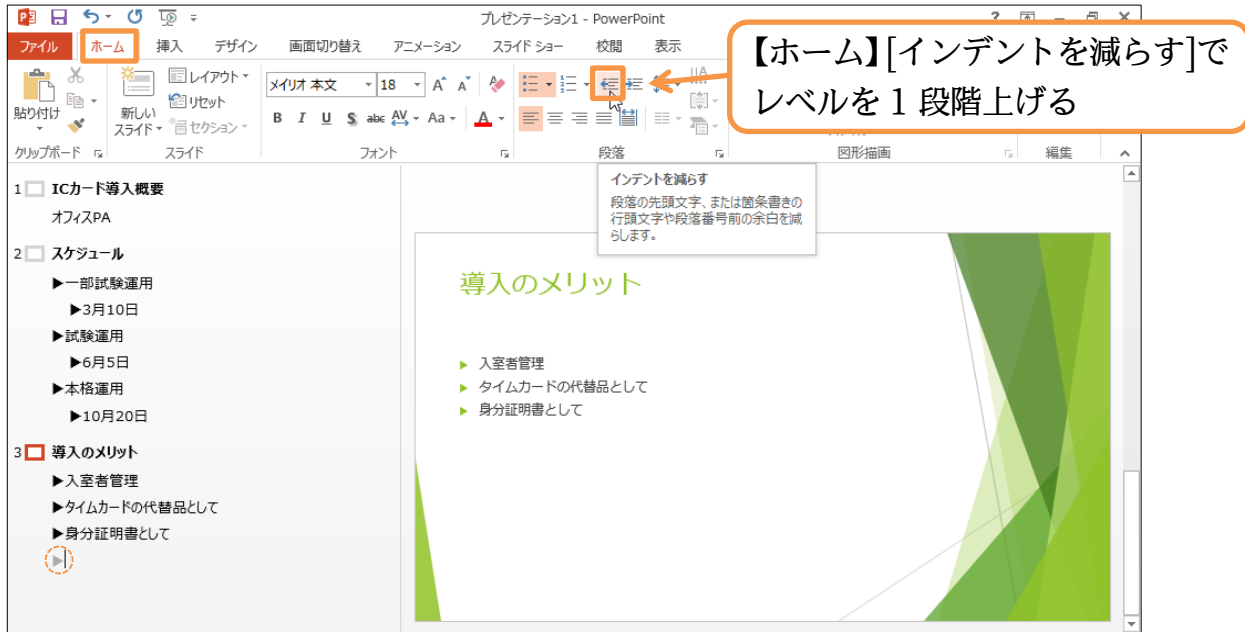 プレゼンテーション1 - PowerPoint
ファイル ホーム 挿入 デザイン 画面切り替え アニメーション スライド ショー 校閲 表示
【ホーム】[インデントを減らす]で
レベルを1段階上げる
貼り付け
新しい
スライド
レイアウト
リセット
セクション
メイリオ 本文 18
B I U S abc AV Aa A
クリップボード スライド フォント 段落 図形描画 編集
インデントを減らす
段落の先頭文字、または箇条書きの
行頭文字や段落番号前の余白を減
らします。
1 ICカード導入概要
オフィスPA
2 スケジュール
▶一部試験運用
▶3月10日
▶試験運用
▶6月5日
▶本格運用
▶10月20日
3 導入のメリット
▶入室者管理
▶タイムカードの代替品として
▶身分証明書として
▶
導入のメリット
▶ 入室者管理
▶ タイムカードの代替品として
▶ 身分証明書として